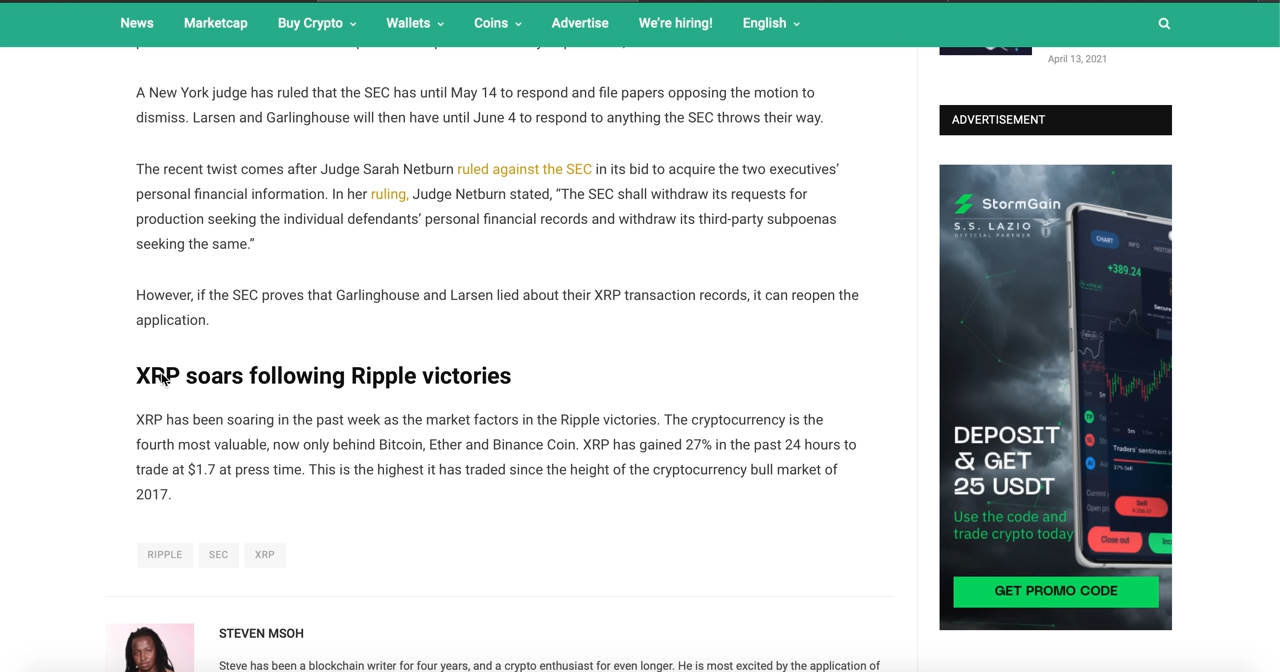 News Marketcap Buy Crypto Wallets Coins Advertise We're hiring! English
A New York judge has ruled that the SEC has until May 14 to respond and file papers opposing the motion to
dismiss. Larsen and Garlinghouse will then have until June 4 to respond to anything the SEC throws their way.
The recent twist comes after Judge Sarah Netburn ruled against the SEC in its bid to acquire the two executives'
personal financial information. In her ruling, Judge Netburn stated, “The SEC shall withdraw its requests for
production seeking the individual defendants’ personal financial records and withdraw its third-party subpoenas
seeking the same.”
However, if the SEC proves that Garlinghouse and Larsen lied about their XRP transaction records, it can reopen the
application.
XRP soars following Ripple victories
XRP has been soaring in the past week as the market factors in the Ripple victories. The cryptocurrency is the
fourth most valuable, now only behind Bitcoin, Ether and Binance Coin. XRP has gained 27% in the past 24 hours to
trade at $1.7 at press time. This is the highest it has traded since the height of the cryptocurrency bull market of
2017.
RIPPLE SEC XRP
STEVEN MSOH
Steve has been a blockchain writer for four years, and a crypto enthusiast for even longer. He is most excited by the application of
April 13, 2021
ADVERTISEMENT
StormGain
S.S. LAZIO
OFFICIAL PARTNER
CHART INFO
+389.24
Secure
5m
Traders' sentiment
Sell
Close out
DEPOSIT
& GET
25 USDT
Use the code and
trade crypto today
GET PROMO CODE